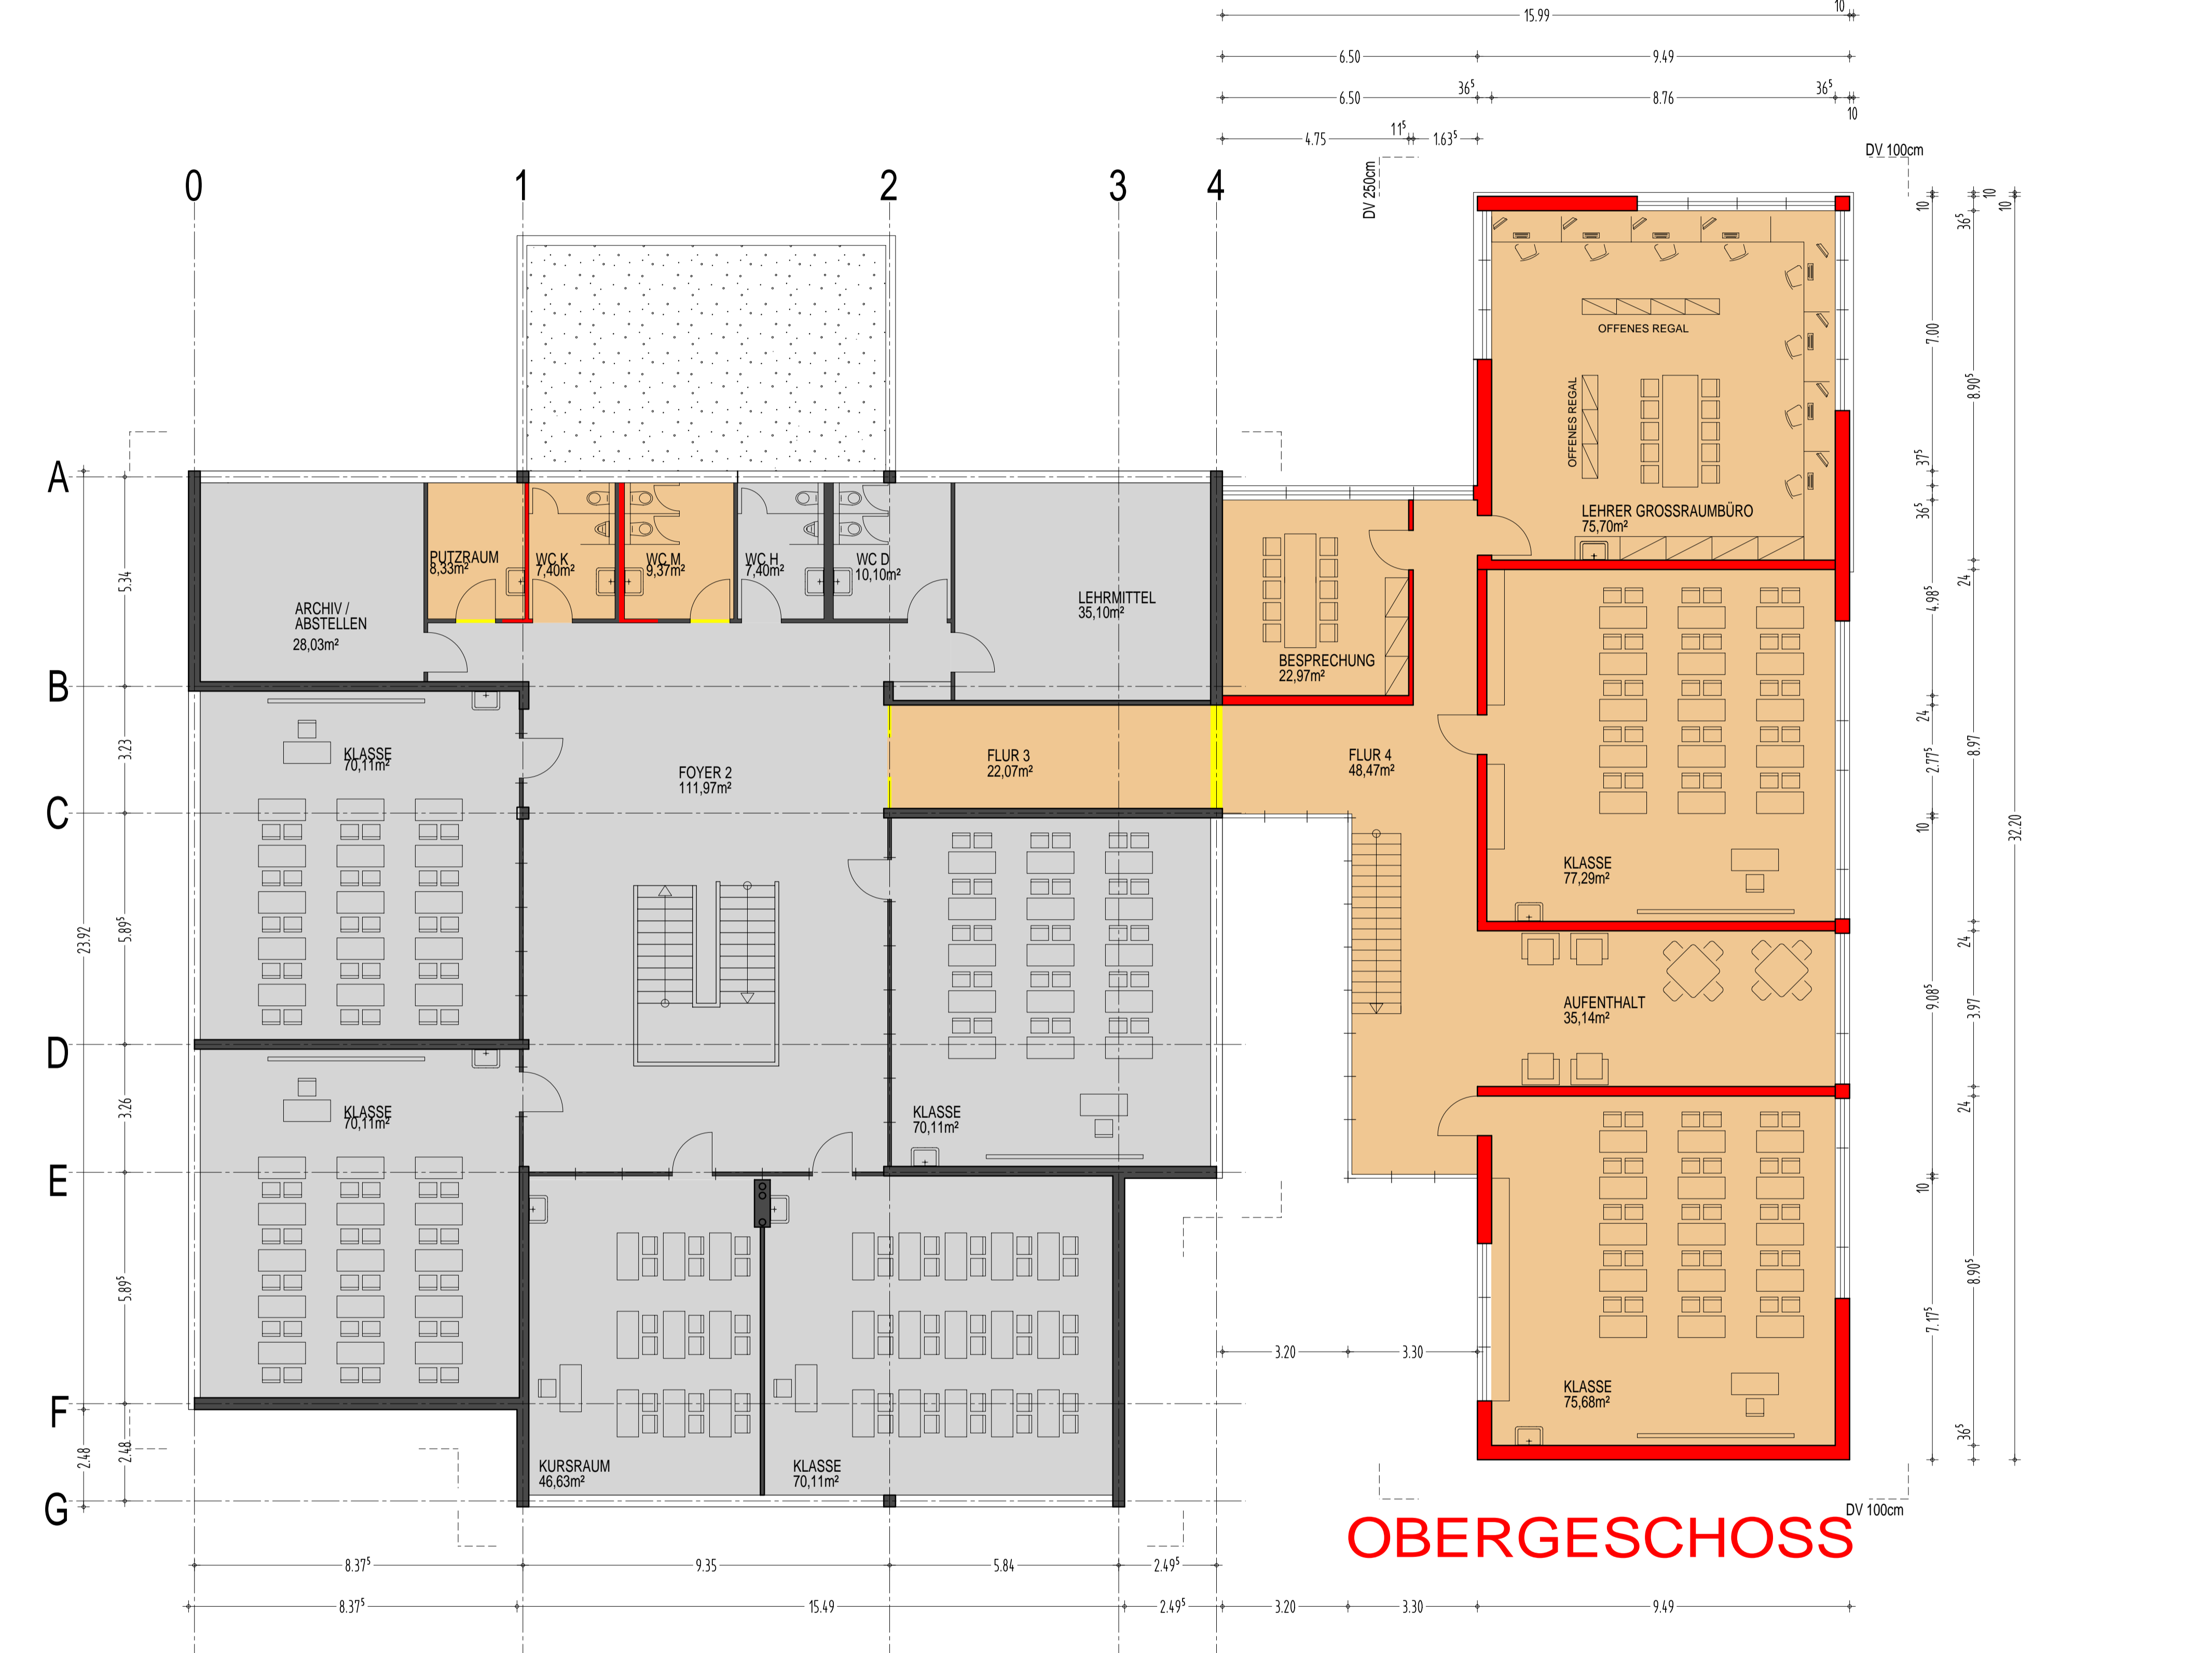 10
15.99
6.50
9.49
36⁵
36⁵
6.50
8.76
10
11⁵
4.75
1.63⁵
DV 250cm
DV 100cm
0
1
2
3
4
10
36⁵
10
10
OFFENES REGAL
7.00
8.90⁵
OFFENES REGAL
A
37⁵
LEHRER GROSSRAUMBÜRO
75,70m²
36⁵
PUTZRAUM
8,33m²
WC K
7,40m²
WC M
9,37m²
WC H
7,40m²
WC D
10,10m²
5.34
24
4.98⁵
ARCHIV /
ABSTELLEN
28,03m²
LEHRMITTEL
35,10m²
BESPRECHUNG
22,97m²
B
24
3.23
KLASSE
70,11m²
FOYER 2
111,97m²
FLUR 3
22,07m²
FLUR 4
48,47m²
8.97
2.77⁵
C
10
32.20
KLASSE
77,29m²
23.92
5.89⁵
24
AUFENTHALT
35,14m²
9.08⁵
3.97
D
3.26
KLASSE
70,11m²
KLASSE
70,11m²
24
E
10
5.89⁵
8.90⁵
7.17⁵
3.20
3.30
KLASSE
75,68m²
F
36⁵
2.48
2.48
KURSRAUM
46,63m²
KLASSE
70,11m²
G
DV 100cm
OBERGESCHOSS
8.37⁵
9.35
5.84
2.49⁵
8.37⁵
15.49
2.49⁵
3.20
3.30
9.49